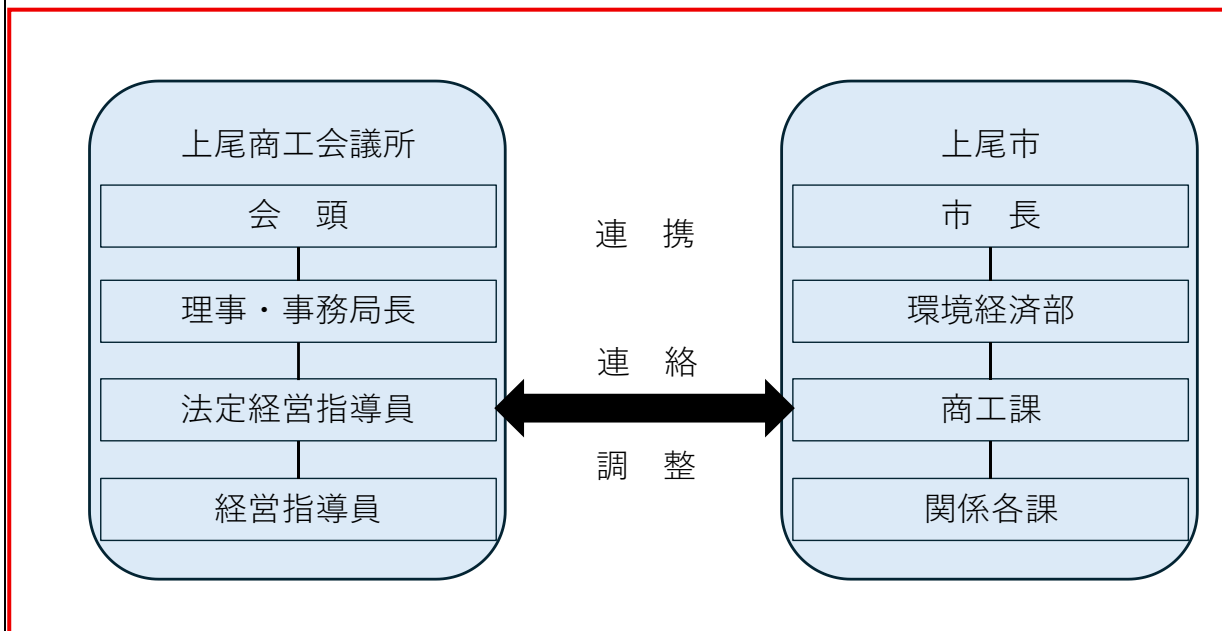 上尾商工会議所
会　頭
理事・事務局長
法定経営指導員
経営指導員
連　携
連　絡
調　整
上尾市
市　長
環境経済部
商工課
関係各課